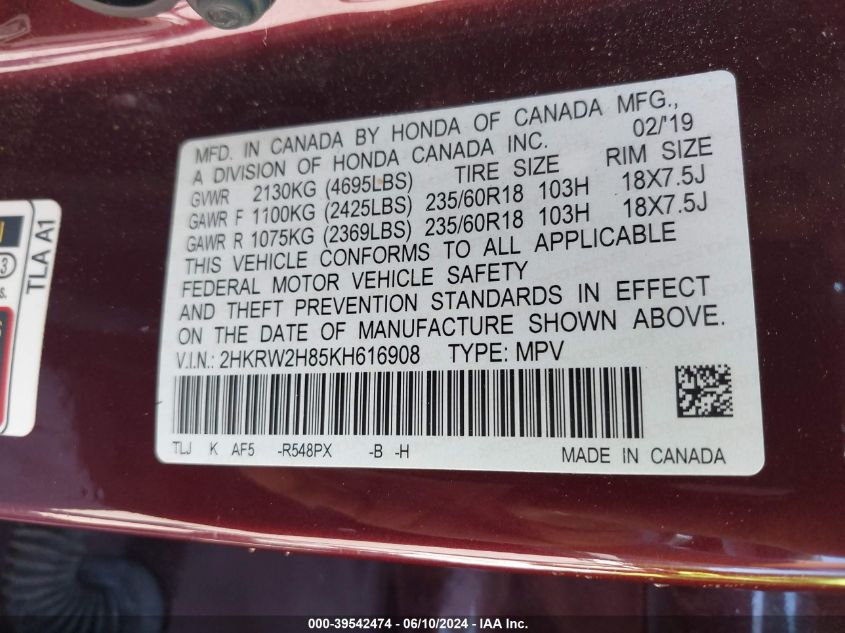 MFD. IN CANADA BY HONDA OF CANADA MFG.,
A DIVISION OF HONDA CANADA INC. 02/'19
GVWR 2130KG (4695LBS) TIRE SIZE RIM SIZE
GAWR F 1100KG (2425LBS) 235/60R18 103H 18X7.5J
GAWR R 1075KG (2369LBS) 235/60R18 103H 18X7.5J
THIS VEHICLE CONFORMS TO ALL APPLICABLE
FEDERAL MOTOR VEHICLE SAFETY
AND THEFT PREVENTION STANDARDS IN EFFECT
ON THE DATE OF MANUFACTURE SHOWN ABOVE.
V.I.N.: 2HKRW2H85KH616908 TYPE: MPV
TLJ K AF5 -R548PX -B -H MADE IN CANADA
TLA A1
000-39542474 - 06/10/2024 - IAA Inc.